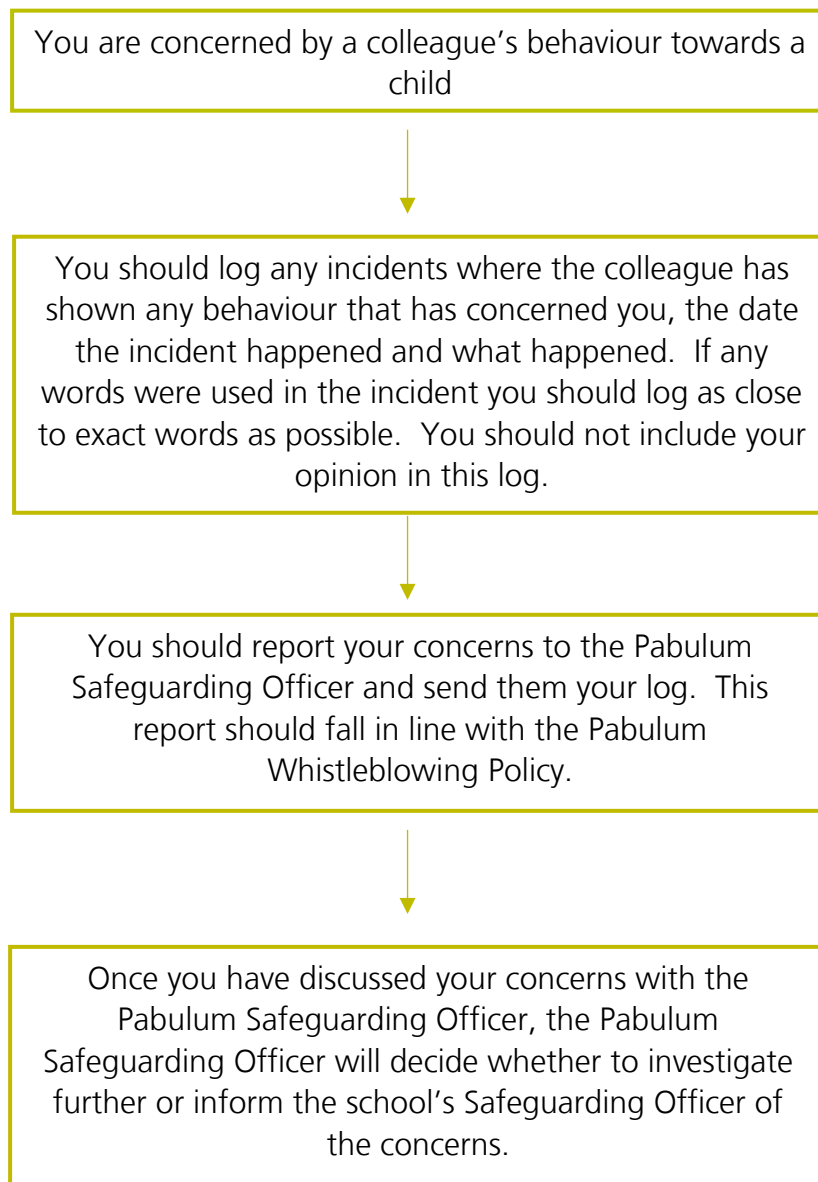 You are concerned by a colleague’s behaviour towards a
child
You should log any incidents where the colleague has
shown any behaviour that has concerned you, the date
the incident happened and what happened.  If any
words were used in the incident you should log as close
to exact words as possible.  You should not include your
opinion in this log.
You should report your concerns to the Pabulum
Safeguarding Officer and send them your log.  This
report should fall in line with the Pabulum
Whistleblowing Policy.
Once you have discussed your concerns with the
Pabulum Safeguarding Officer, the Pabulum
Safeguarding Officer will decide whether to investigate
further or inform the school’s Safeguarding Officer of
the concerns.